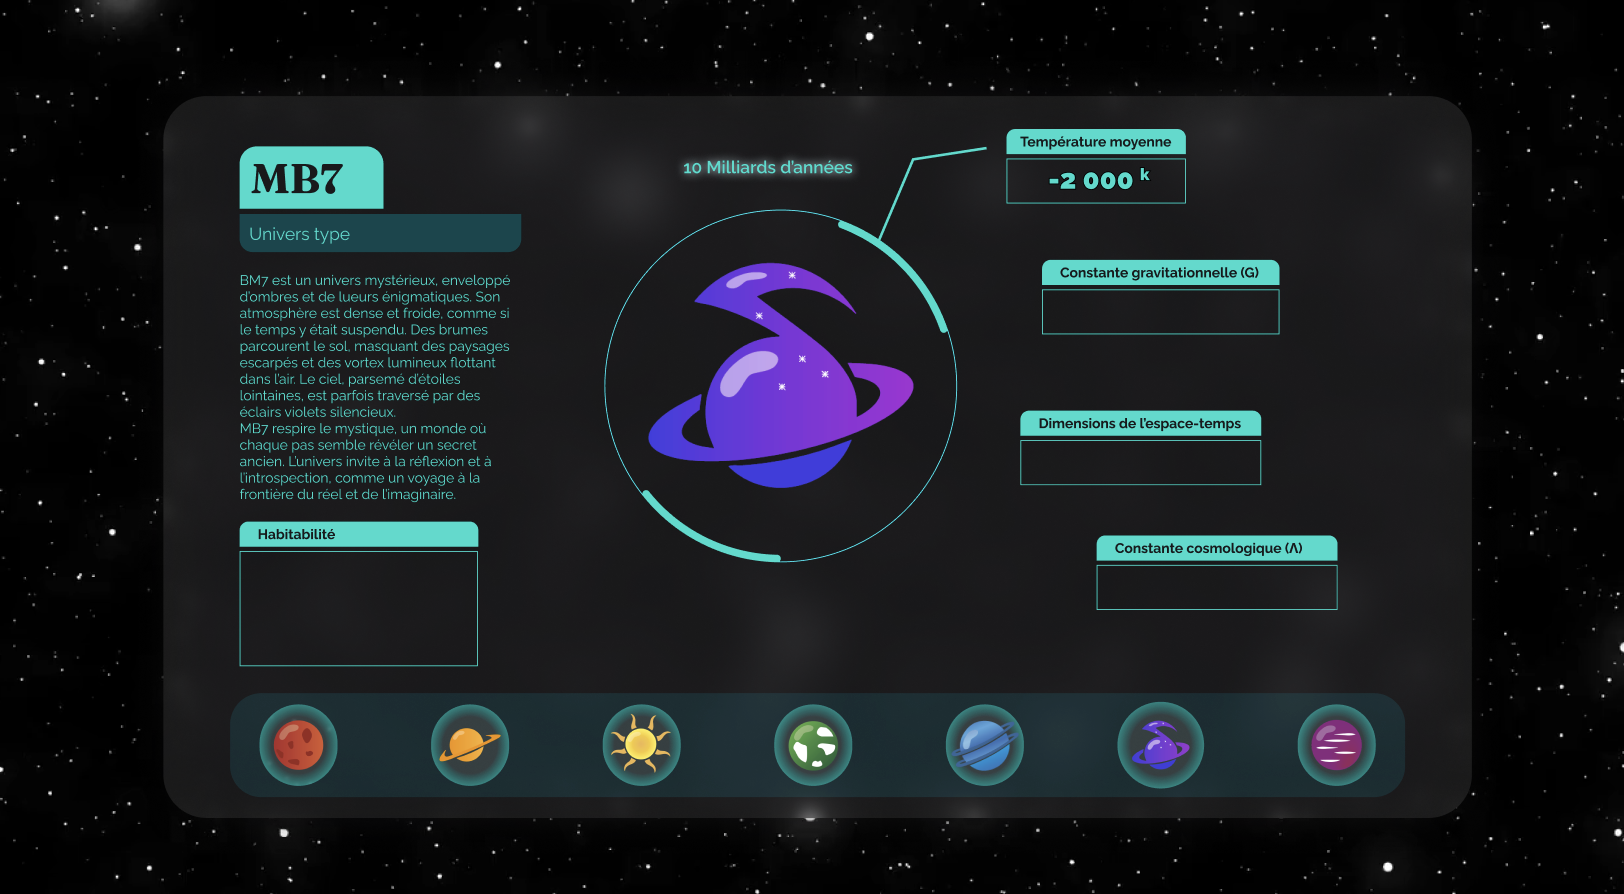 MB7
Univers type
BM7 est un univers mystérieux, enveloppé
d'ombres et de lueurs énigmatiques. Son
atmosphère est dense et froide, comme si
le temps y était suspendu. Des brumes
parcourent le sol, masquant des paysages
escarpés et des vortex lumineux flottant
dans l'air. Le ciel, parsemé d'étoiles
lointaines, est parfois traversé par des
éclairs violets silencieux.
MB7 respire le mystique, un monde où
chaque pas semble révéler un secret
ancien. L'univers invite à la réflexion et à
l'introspection, comme un voyage à la
frontière du réel et de l'imaginaire.
Habitabilité
10 Milliards d'années
Température moyenne
-2 000 k
Constante gravitationnelle (G)
Dimensions de l'espace-temps
Constante cosmologique (Λ)